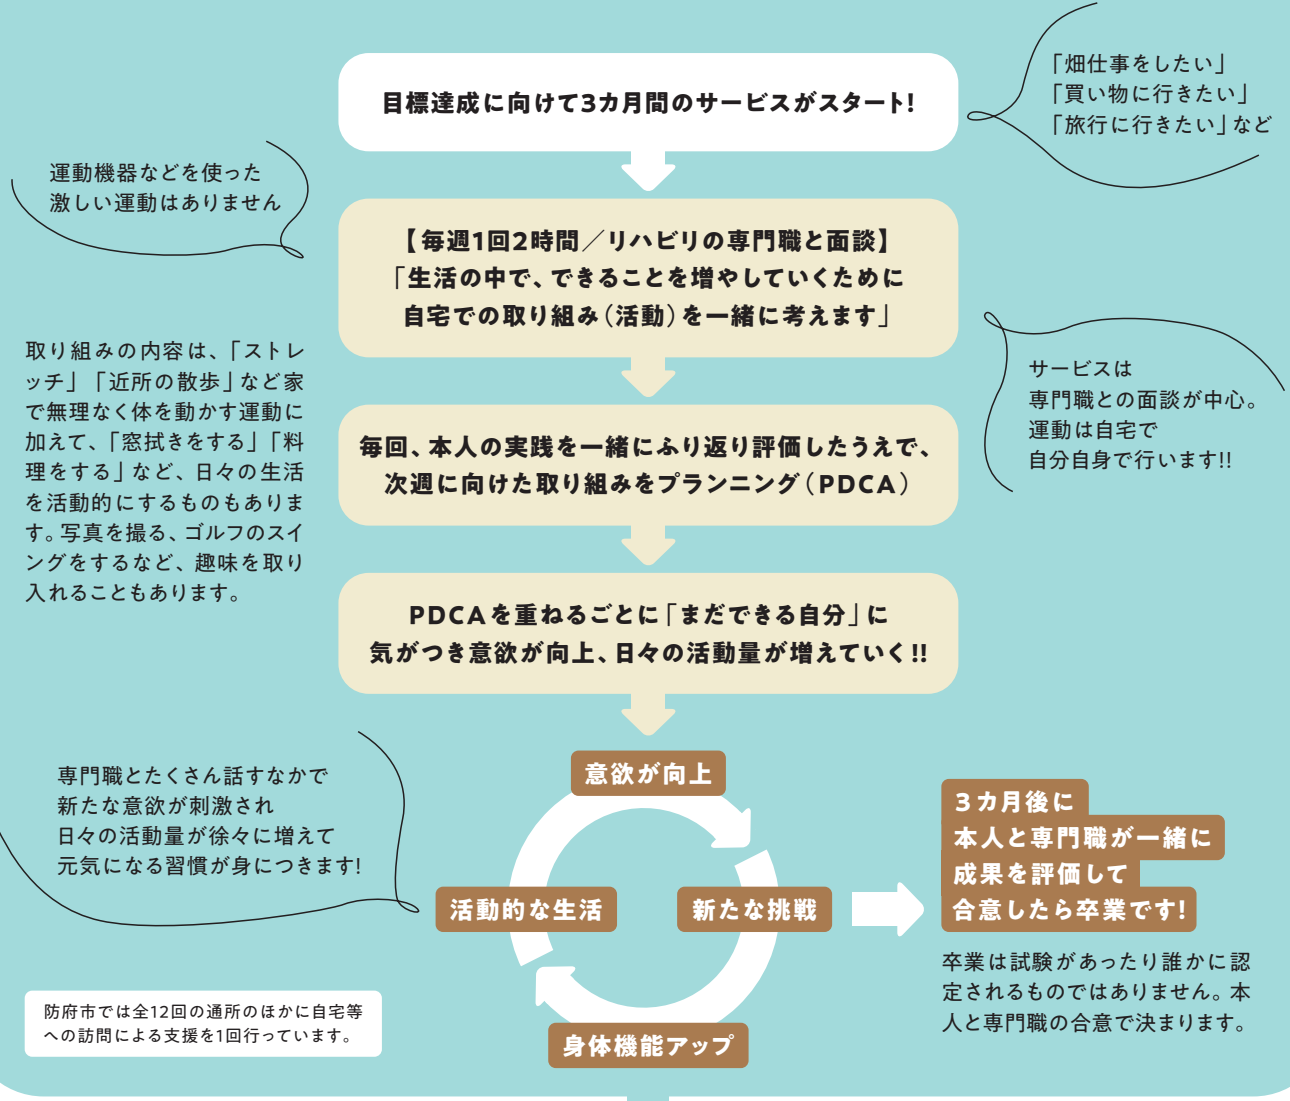 目標達成に向けて3カ月間のサービスがスタート!
「畑仕事をしたい」
「買い物に行きたい」
「旅行に行きたい」など
運動機器などを使った
激しい運動はありません
【毎週1回2時間／リハビリの専門職と面談】
「生活の中で、できることを増やしていくために
自宅での取り組み（活動）を一緒に考えます」
サービスは
専門職との面談が中心。
運動は自宅で
自分自身で行います!!
取り組みの内容は、「ストレ
ッチ」「近所の散歩」など家
で無理なく体を動かす運動に
加えて、「窓拭きをする」「料
理をする」など、日々の生活
を活動的にするものもありま
す。写真を撮る、ゴルフのスイ
ングをするなど、趣味を取り
入れることもあります。
毎回、本人の実践を一緒にふり返り評価したうえで、
次週に向けた取り組みをプランニング（PDCA）
PDCAを重ねるごとに「まだできる自分」に
気がつき意欲が向上、日々の活動量が増えていく!!
専門職とたくさん話すなかで
新たな意欲が刺激され
日々の活動量が徐々に増えて
元気になる習慣が身につきます!
意欲が向上
新たな挑戦
身体機能アップ
活動的な生活
3カ月後に
本人と専門職が一緒に
成果を評価して
合意したら卒業です!
卒業は試験があったり誰かに認
定されるものではありません。本
人と専門職の合意で決まります。
防府市では全12回の通所のほかに自宅等
への訪問による支援を1回行っています。